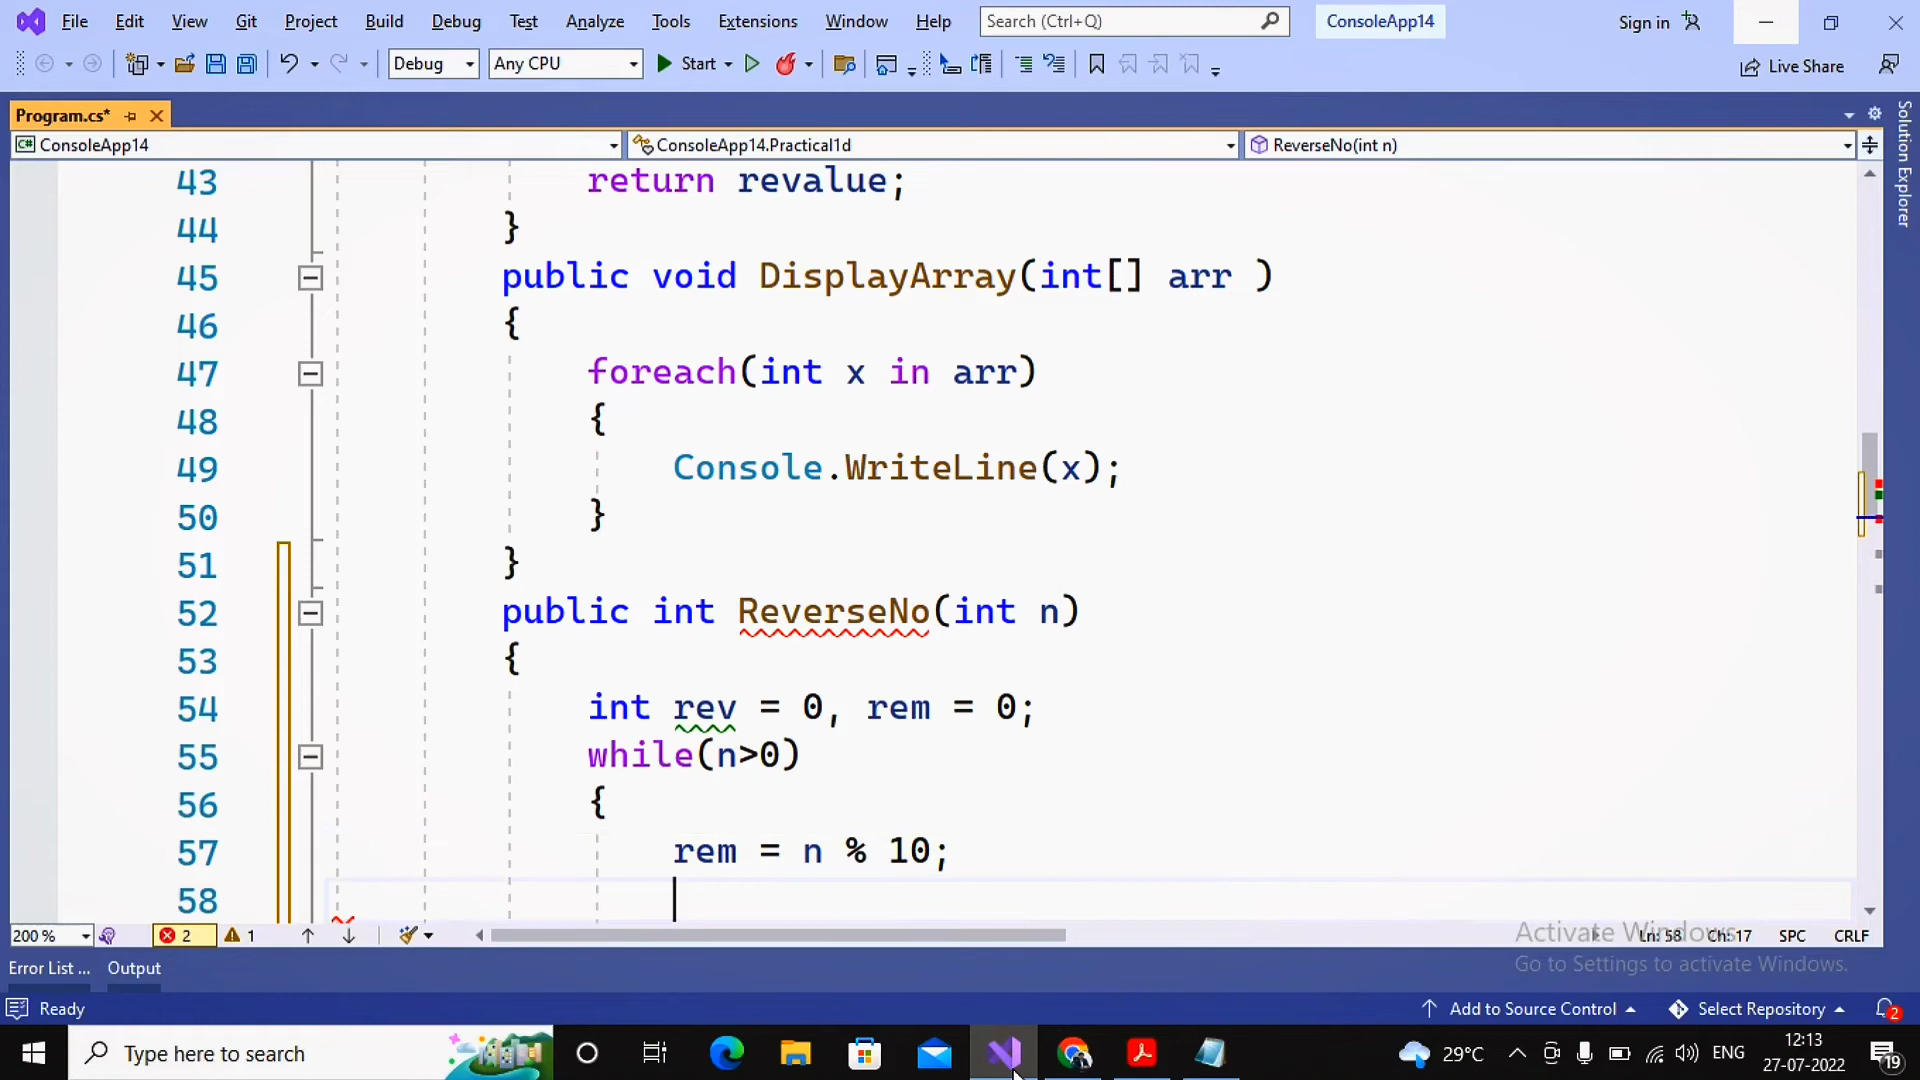 File Edit View Git Project Build Debug Test Analyze Tools Extensions Window Help Search (Ctrl+Q) ConsoleApp14 Sign in
Debug Any CPU Start Live Share
Program.cs*
C# ConsoleApp14 ConsoleApp14.Practical1d ReverseNo(int n)
Solution Explorer
43 return revalue;
44 }
45 public void DisplayArray(int[] arr )
46 {
47 foreach(int x in arr)
48 {
49 Console.WriteLine(x);
50 }
51 }
52 public int ReverseNo(int n)
53 {
54 int rev = 0, rem = 0;
55 while(n>0)
56 {
57 rem = n % 10;
58
200 % 2 1 Ln: 58 Ch: 17 SPC CRLF
Activate Windows
Go to Settings to activate Windows.
Error List ... Output
Ready Add to Source Control Select Repository 2
Type here to search 29°C ENG 12:13
27-07-2022 19